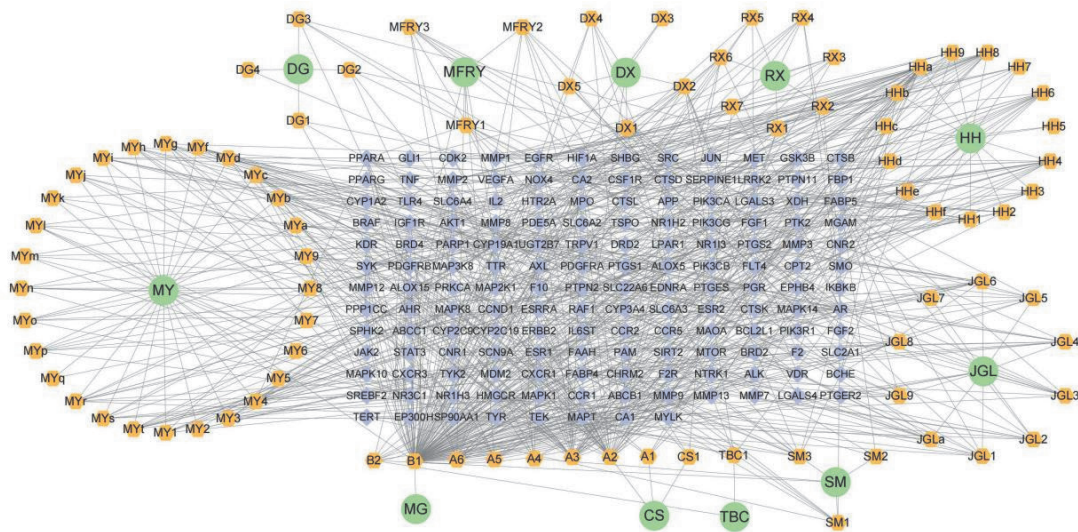 DG3
MFRY3
MFRY2
DX4
DX3
RX5
RX4
DG4
DG
DG2
MFRY
DX
RX6
RX
RX3
HHa
HH9
HH8
HH7
DX5
DX2
RX7
RX2
HHb
HH6
DG1
MFRY1
DX1
RX1
HHc
HH
HH5
HHd
HH4
HHe
HH3
HHf
HH1
HH2
MYg
MYh
MYf
MYi
MYd
MYj
MYc
MYk
MYb
MYl
MYa
MYm
MY9
MYn
MY
MY8
MYo
MY7
MYp
MY6
MYq
MY5
MYr
MY4
MYs
MY3
MYt
MY1
MY2
PPARA GLI1 CDK2 MMP1 EGFR HIF1A SHBG SRC JUN MET GSK3B CTSB
PPARG TNF MMP2 VEGFA NOX4 CA2 CSF1R CTSD SERPINE1 LRRK2 PTPN11 FBP1
CYP1A2 TLR4 SLC6A4 IL2 HTR2A MPO CTSL APP PIK3CA LGALS3 XDH FABP5
BRAF IGF1R AKT1 MMP8 PDE5A SLC6A2 TSPO NR1H2 PIK3CG FGF1 PTK2 MGAM
KDR BRD4 PARP1 CYP19A1 UGT2B7 TRPV1 DRD2 LPAR1 NR1I3 PTGS2 MMP3 CNR2
SYK PDGFRB MAP3K8 TTR AXL PDGFRA PTGS1 ALOX5 PIK3CB FLT4 CPT2 SMO
MMP12 ALOX15 PRKCA MAP2K1 F10 PTPN2 SLC22A6 EDNRA PTGES PGR EPHB4 IKBKB
PPP1CC AHR MAPK8 CCND1 ESRRA RAF1 CYP3A4 SLC6A3 ESR2 CTSK MAPK14 AR
SPHK2 ABCC1 CYP2C9 CYP2C19 ERBB2 IL6ST CCR2 CCR5 MAOA BCL2L1 PIK3R1 FGF2
JAK2 STAT3 CNR1 SCN9A ESR1 FAAH PAM SIRT2 MTOR BRD2 F2 SLC2A1
MAPK10 CXCR3 TYK2 MDM2 CXCR1 FABP4 CHRM2 F2R NTRK1 ALK VDR BCHE
SREBF2 NR3C1 NR1H3 HMGCR MAPK1 CCR1 ABCB1 MMP9 MMP13 MMP7 LGALS4 PTGER2
TERT EP300 HSP90AA1 TYR TEK MAPT CA1 MYLK
JGL6
JGL7
JGL5
JGL8
JGL4
JGL
JGL9
JGL3
JGLa
JGL2
JGL1
B2 B1 A6 A5 A4 A3 A2 A1 CS1 TBC1 SM3 SM2
SM
MG CS TBC SM1